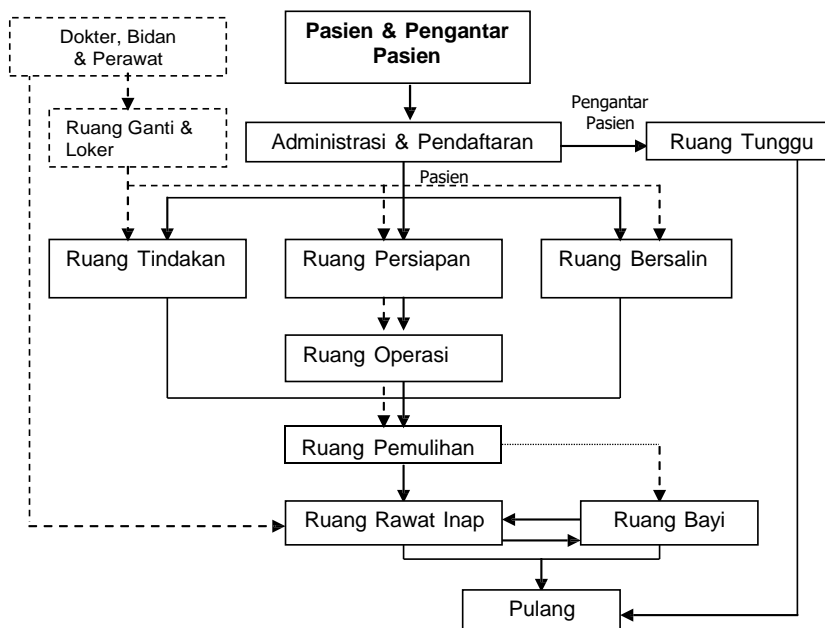 Dokter, Bidan
& Perawat
Pasien & Pengantar
Pasien
Ruang Ganti &
Loker
Administrasi & Pendaftaran
Pengantar
Pasien
Ruang Tunggu
Pasien
Ruang Tindakan
Ruang Persiapan
Ruang Bersalin
Ruang Operasi
Ruang Pemulihan
Ruang Rawat Inap
Ruang Bayi
Pulang